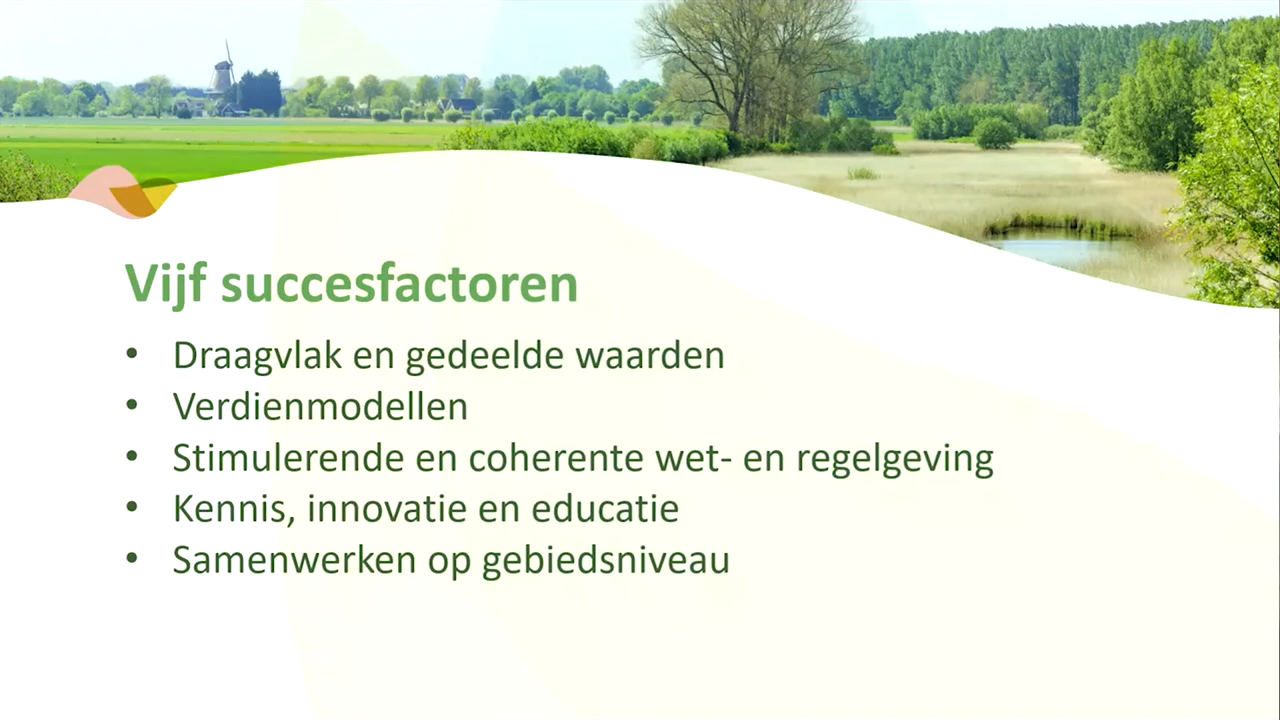 Vijf succesfactoren
• Draagvlak en gedeelde waarden
• Verdienmodellen
• Stimulerende en coherente wet- en regelgeving
• Kennis, innovatie en educatie
• Samenwerken op gebiedsniveau